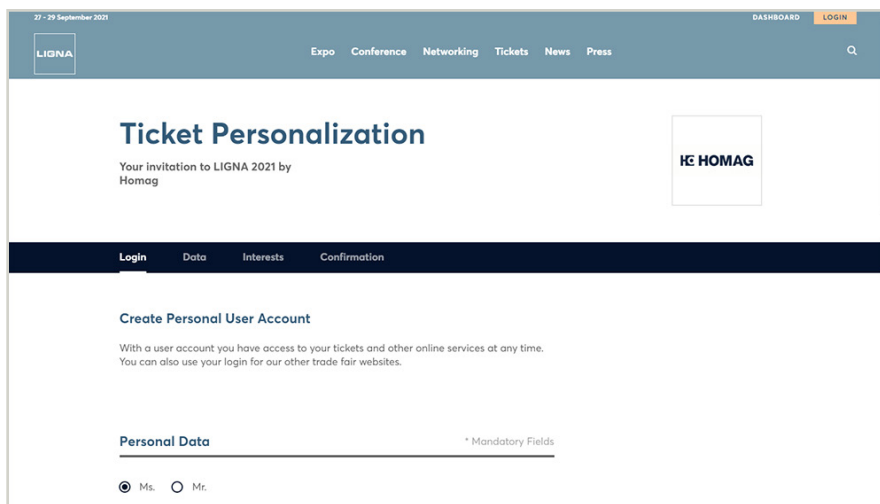 27 - 29 September 2021
DASHBOARD LOGIN
LIGNA
Expo Conference Networking Tickets News Press
Ticket Personalization
Your invitation to LIGNA 2021 by
Homag
HOMAG
Login Data Interests Confirmation
Create Personal User Account
With a user account you have access to your tickets and other online services at any time.
You can also use your login for our other trade fair websites.
Personal Data * Mandatory Fields
Ms. Mr.